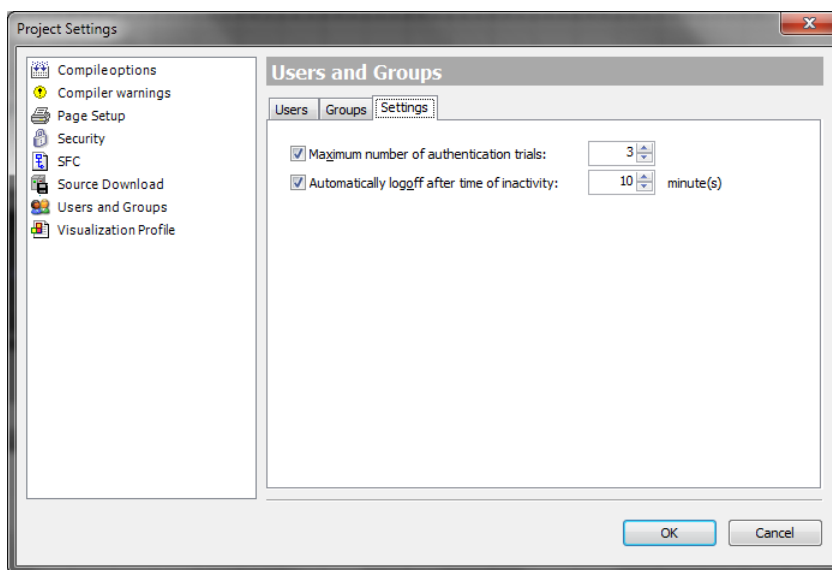 Project Settings
Compileoptions
Compiler warnings
Page Setup
Security
SFC
Source Download
Users and Groups
Visualization Profile
Users and Groups
Users Groups Settings
Maximum number of authentication trials: 3
Automatically logoff after time of inactivity: 10 minute(s)
OK Cancel